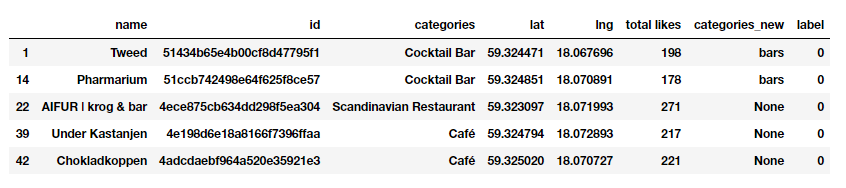 name id categories lat lng total likes categories_new label
1 Tweed 51434b65e4b00cf8d47795f1 Cocktail Bar 59.324471 18.067696 198 bars 0
14 Pharmarium 51ccb742498e64f625f8ce57 Cocktail Bar 59.324851 18.070891 178 bars 0
22 AIFUR | krog & bar 4ece875cb634dd298f5ea304 Scandinavian Restaurant 59.323097 18.071993 271 None 0
39 Under Kastanjen 4e198d6e18a8166f7396ffaa Café 59.324794 18.072893 217 None 0
42 Chokladkoppen 4adcdaebf964a520e35921e3 Café 59.325020 18.070727 221 None 0